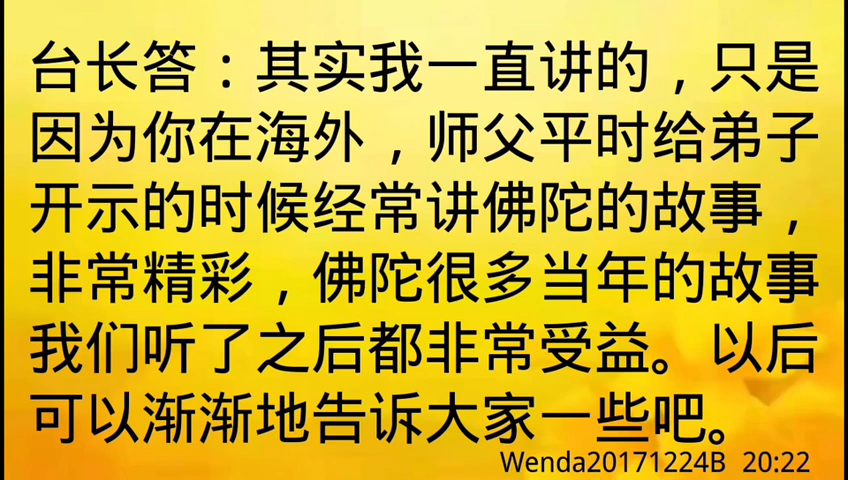 台长答：其实我一直讲的，只是
因为你在海外，师父平时给弟子
开示的时候经常讲佛陀的故事，
非常精彩，佛陀很多当年的故事
我们听了之后都非常受益。以后
可以渐渐地告诉大家一些吧。
Wenda20171224B 20:22